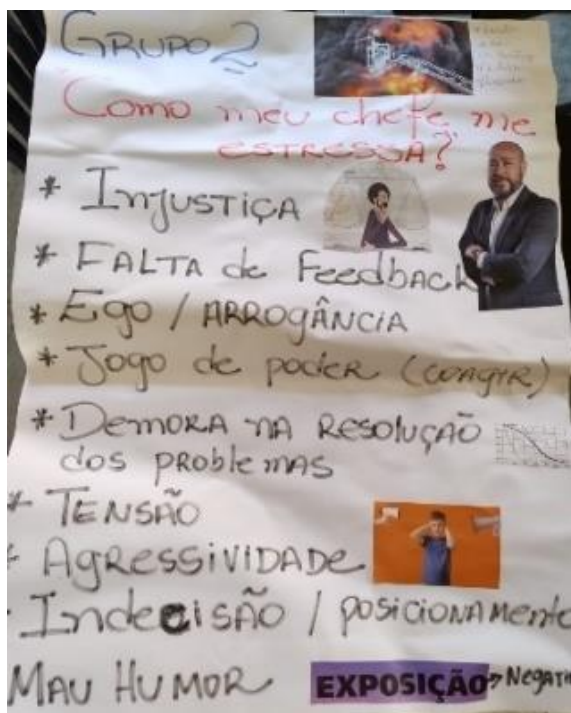 GRUPO 2
Como meu chefe me
estressa?
* Injustiça
* FALTA de Feedback
* Ego / ARROGÂNCIA
* Jogo de poder (coagir)
* Demora na Resolução
dos problemas
* TENSÃO
* Agressividade
Indecisão / posicionamento
MAU HUMOR EXPOSIÇÃO